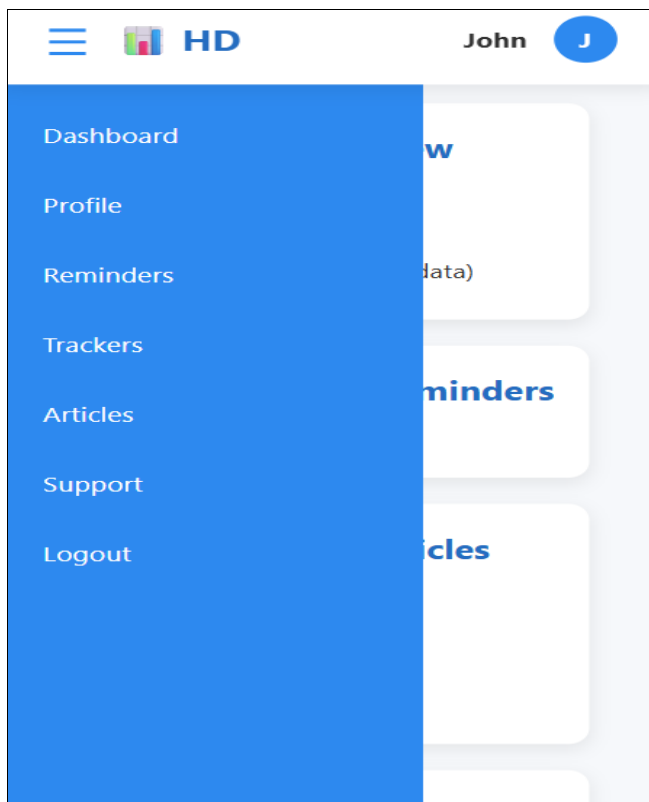 HD
John
J
Dashboard
Profile
Reminders
Trackers
Articles
Support
Logout
w
data)
minders
icles